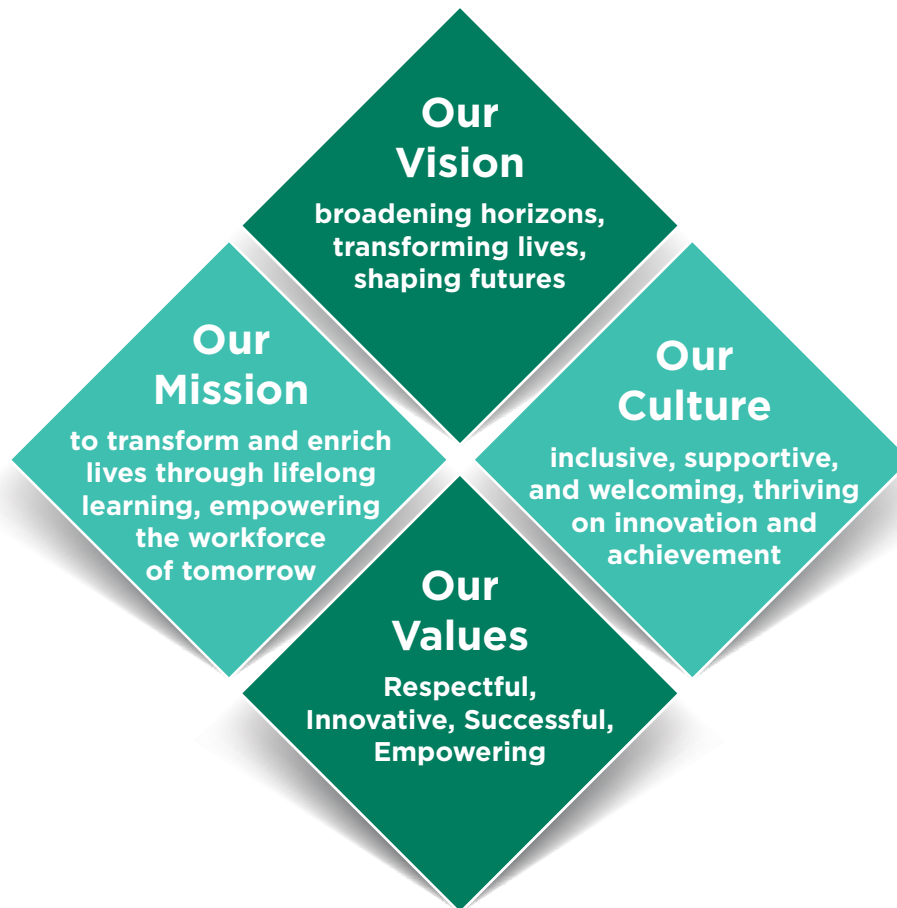 Our
Vision
broadening horizons,
transforming lives,
shaping futures
Our
Mission
to transform and enrich
lives through lifelong
learning, empowering
the workforce
of tomorrow
Our
Culture
inclusive, supportive,
and welcoming, thriving
on innovation and
achievement
Our
Values
Respectful,
Innovative, Successful,
Empowering